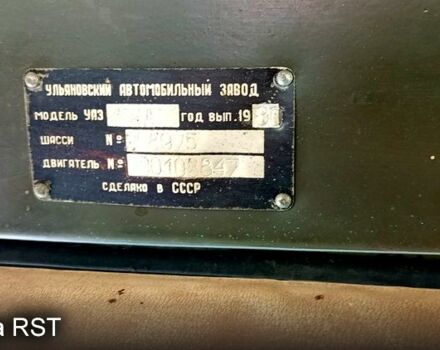 УЛЬЯНОВСКИЙ АВТОМОБИЛЬНЫЙ ЗАВОД
МОДЕЛЬ УАЗ ГОД ВЫП. 19
ШАССИ №
ДВИГАТЕЛЬ №
СДЕЛАНО В СССР
RST